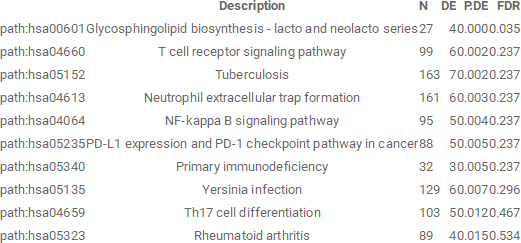 Description N DE P.DE FDR
path:hsa00601 Glycosphingolipid biosynthesis - lacto and neolacto series 27 4 0.000 0.035
path:hsa04660 T cell receptor signaling pathway 99 6 0.002 0.237
path:hsa05152 Tuberculosis 163 7 0.002 0.237
path:hsa04613 Neutrophil extracellular trap formation 161 6 0.003 0.237
path:hsa04064 NF-kappa B signaling pathway 95 5 0.004 0.237
path:hsa05235 PD-L1 expression and PD-1 checkpoint pathway in cancer 88 5 0.005 0.237
path:hsa05340 Primary immunodeficiency 32 3 0.005 0.237
path:hsa05135 Yersinia infection 129 6 0.007 0.296
path:hsa04659 Th17 cell differentiation 103 5 0.012 0.467
path:hsa05323 Rheumatoid arthritis 89 4 0.015 0.534